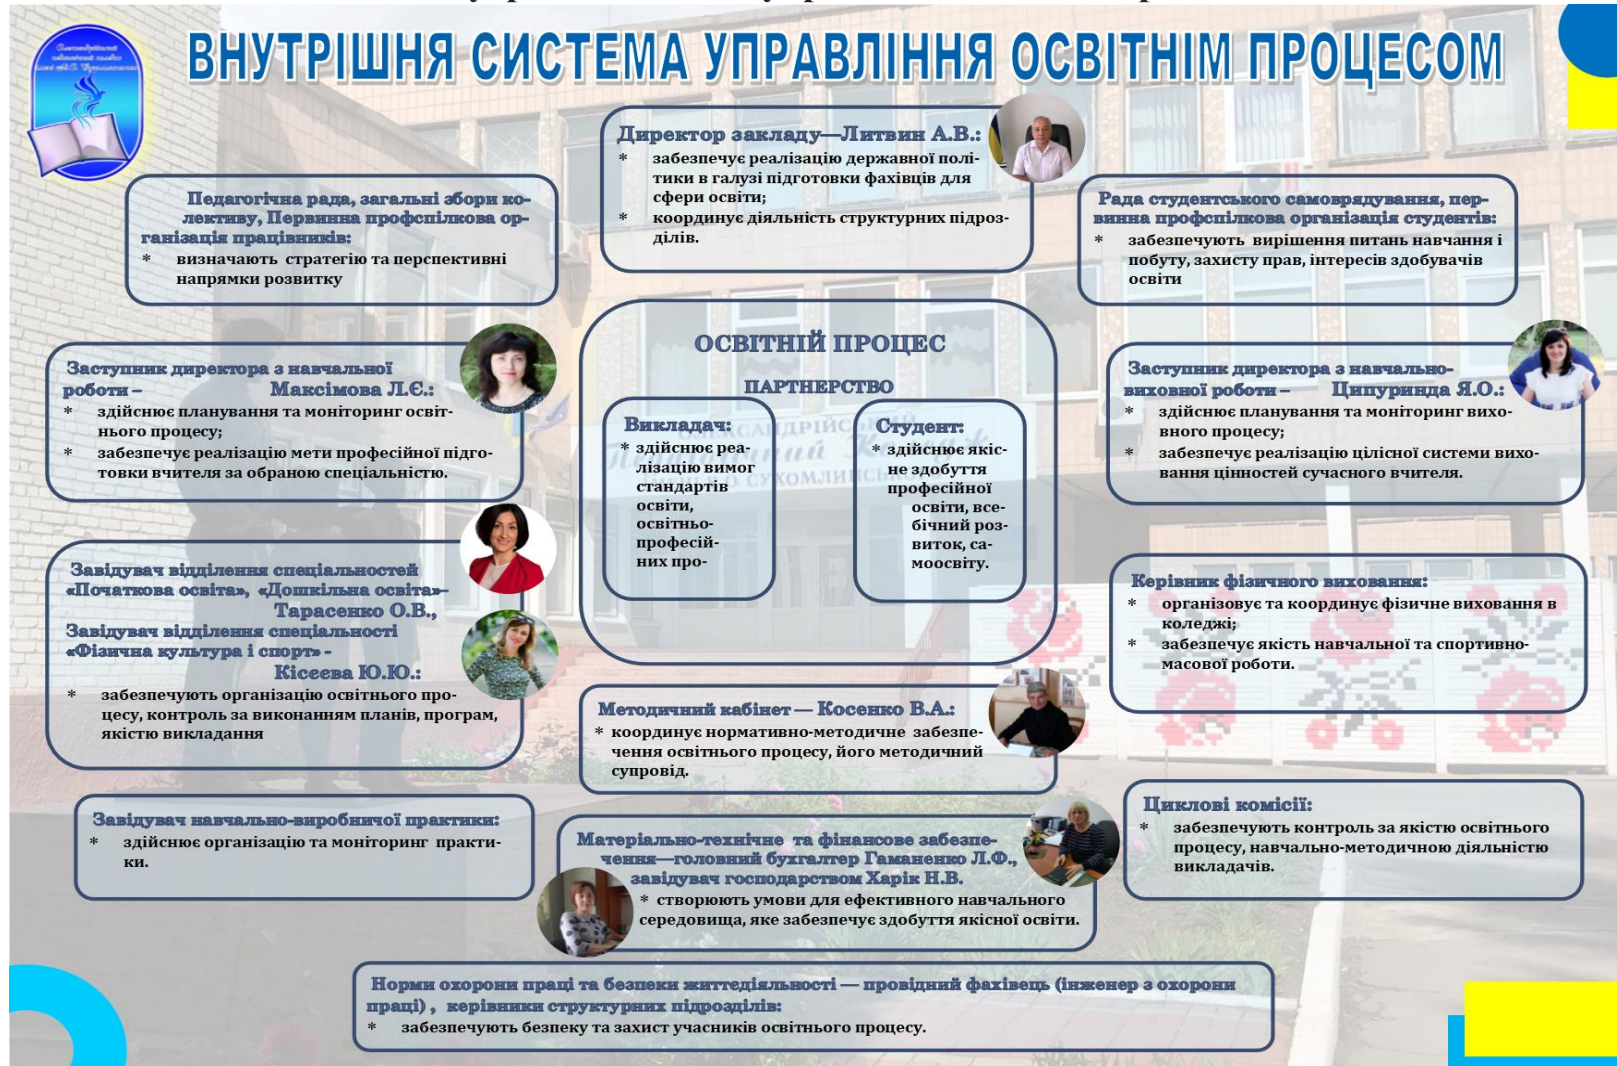 ВНУТРІШНЯ СИСТЕМА УПРАВЛІННЯ ОСВІТНІМ ПРОЦЕСОМ
Директор закладу—Литвин А.В.:
* забезпечує реалізацію державної полі-
тики в галузі підготовки фахівців для
сфери освіти;
* координує діяльність структурних підроз-
ділів.
Педагогічна рада, загальні збори ко-
лективу, Первинна профспілкова ор-
ганізація працівників:
* визначають стратегію та перспективні
напрямки розвитку
Рада студентського самоврядування, пер-
винна профспілкова організація студентів:
* забезпечують вирішення питань навчання і
побуту, захисту прав, інтересів здобувачів
освіти
Заступник директора з навчальної
роботи – Максімова Л.Є.:
* здійснює планування та моніторинг освіт-
нього процесу;
* забезпечує реалізацію мети професійної підго-
товки вчителя за обраною спеціальністю.
ОСВІТНІЙ ПРОЦЕС
ПАРТНЕРСТВО
Викладач:
* здійснює реа-
лізацію вимог
стандартів
освіти,
освітньо-
професій-
них про-
Студент:
* здійснює якіс-
не здобуття
професійної
освіти, все-
бічний роз-
виток, са-
моосвіту.
ОЛЕКСАНДРІЙСЬКИЙ
Педагогічний Коледж
СУХОМЛИНСЬКОГО
Заступник директора з навчально-
виховної роботи – Ципуринда Я.О.:
* здійснює планування та моніторинг вихо-
вного процесу;
* забезпечує реалізацію цілісної системи вихо-
вання цінностей сучасного вчителя.
Завідувач відділення спеціальностей
«Початкова освіта», «Дошкільна освіта»–
Тарасенко О.В.,
Завідувач відділення спеціальності
«Фізична культура і спорт» -
Кісєєва Ю.Ю.:
* забезпечують організацію освітнього про-
цесу, контроль за виконанням планів, програм,
якістю викладання
Керівник фізичного виховання:
* організовує та координує фізичне виховання в
коледжі;
* забезпечує якість навчальної та спортивно-
масової роботи.
Методичний кабінет — Косенко В.А.:
* координує нормативно-методичне забезпе-
чення освітнього процесу, його методичний
супровід.
Завідувач навчально-виробничої практики:
* здійснює організацію та моніторинг практи-
ки.
Матеріально-технічне та фінансове забезпе-
чення—головний бухгалтер Гаманенко Л.Ф.,
завідувач господарством Харік Н.В.
* створюють умови для ефективного навчального
середовища, яке забезпечує здобуття якісної освіти.
Циклові комісії:
* забезпечують контроль за якістю освітнього
процесу, навчально-методичною діяльністю
викладачів.
Норми охорони праці та безпеки життєдіяльності — провідний фахівець (інженер з охорони
праці) , керівники структурних підрозділів:
* забезпечують безпеку та захист учасників освітнього процесу.